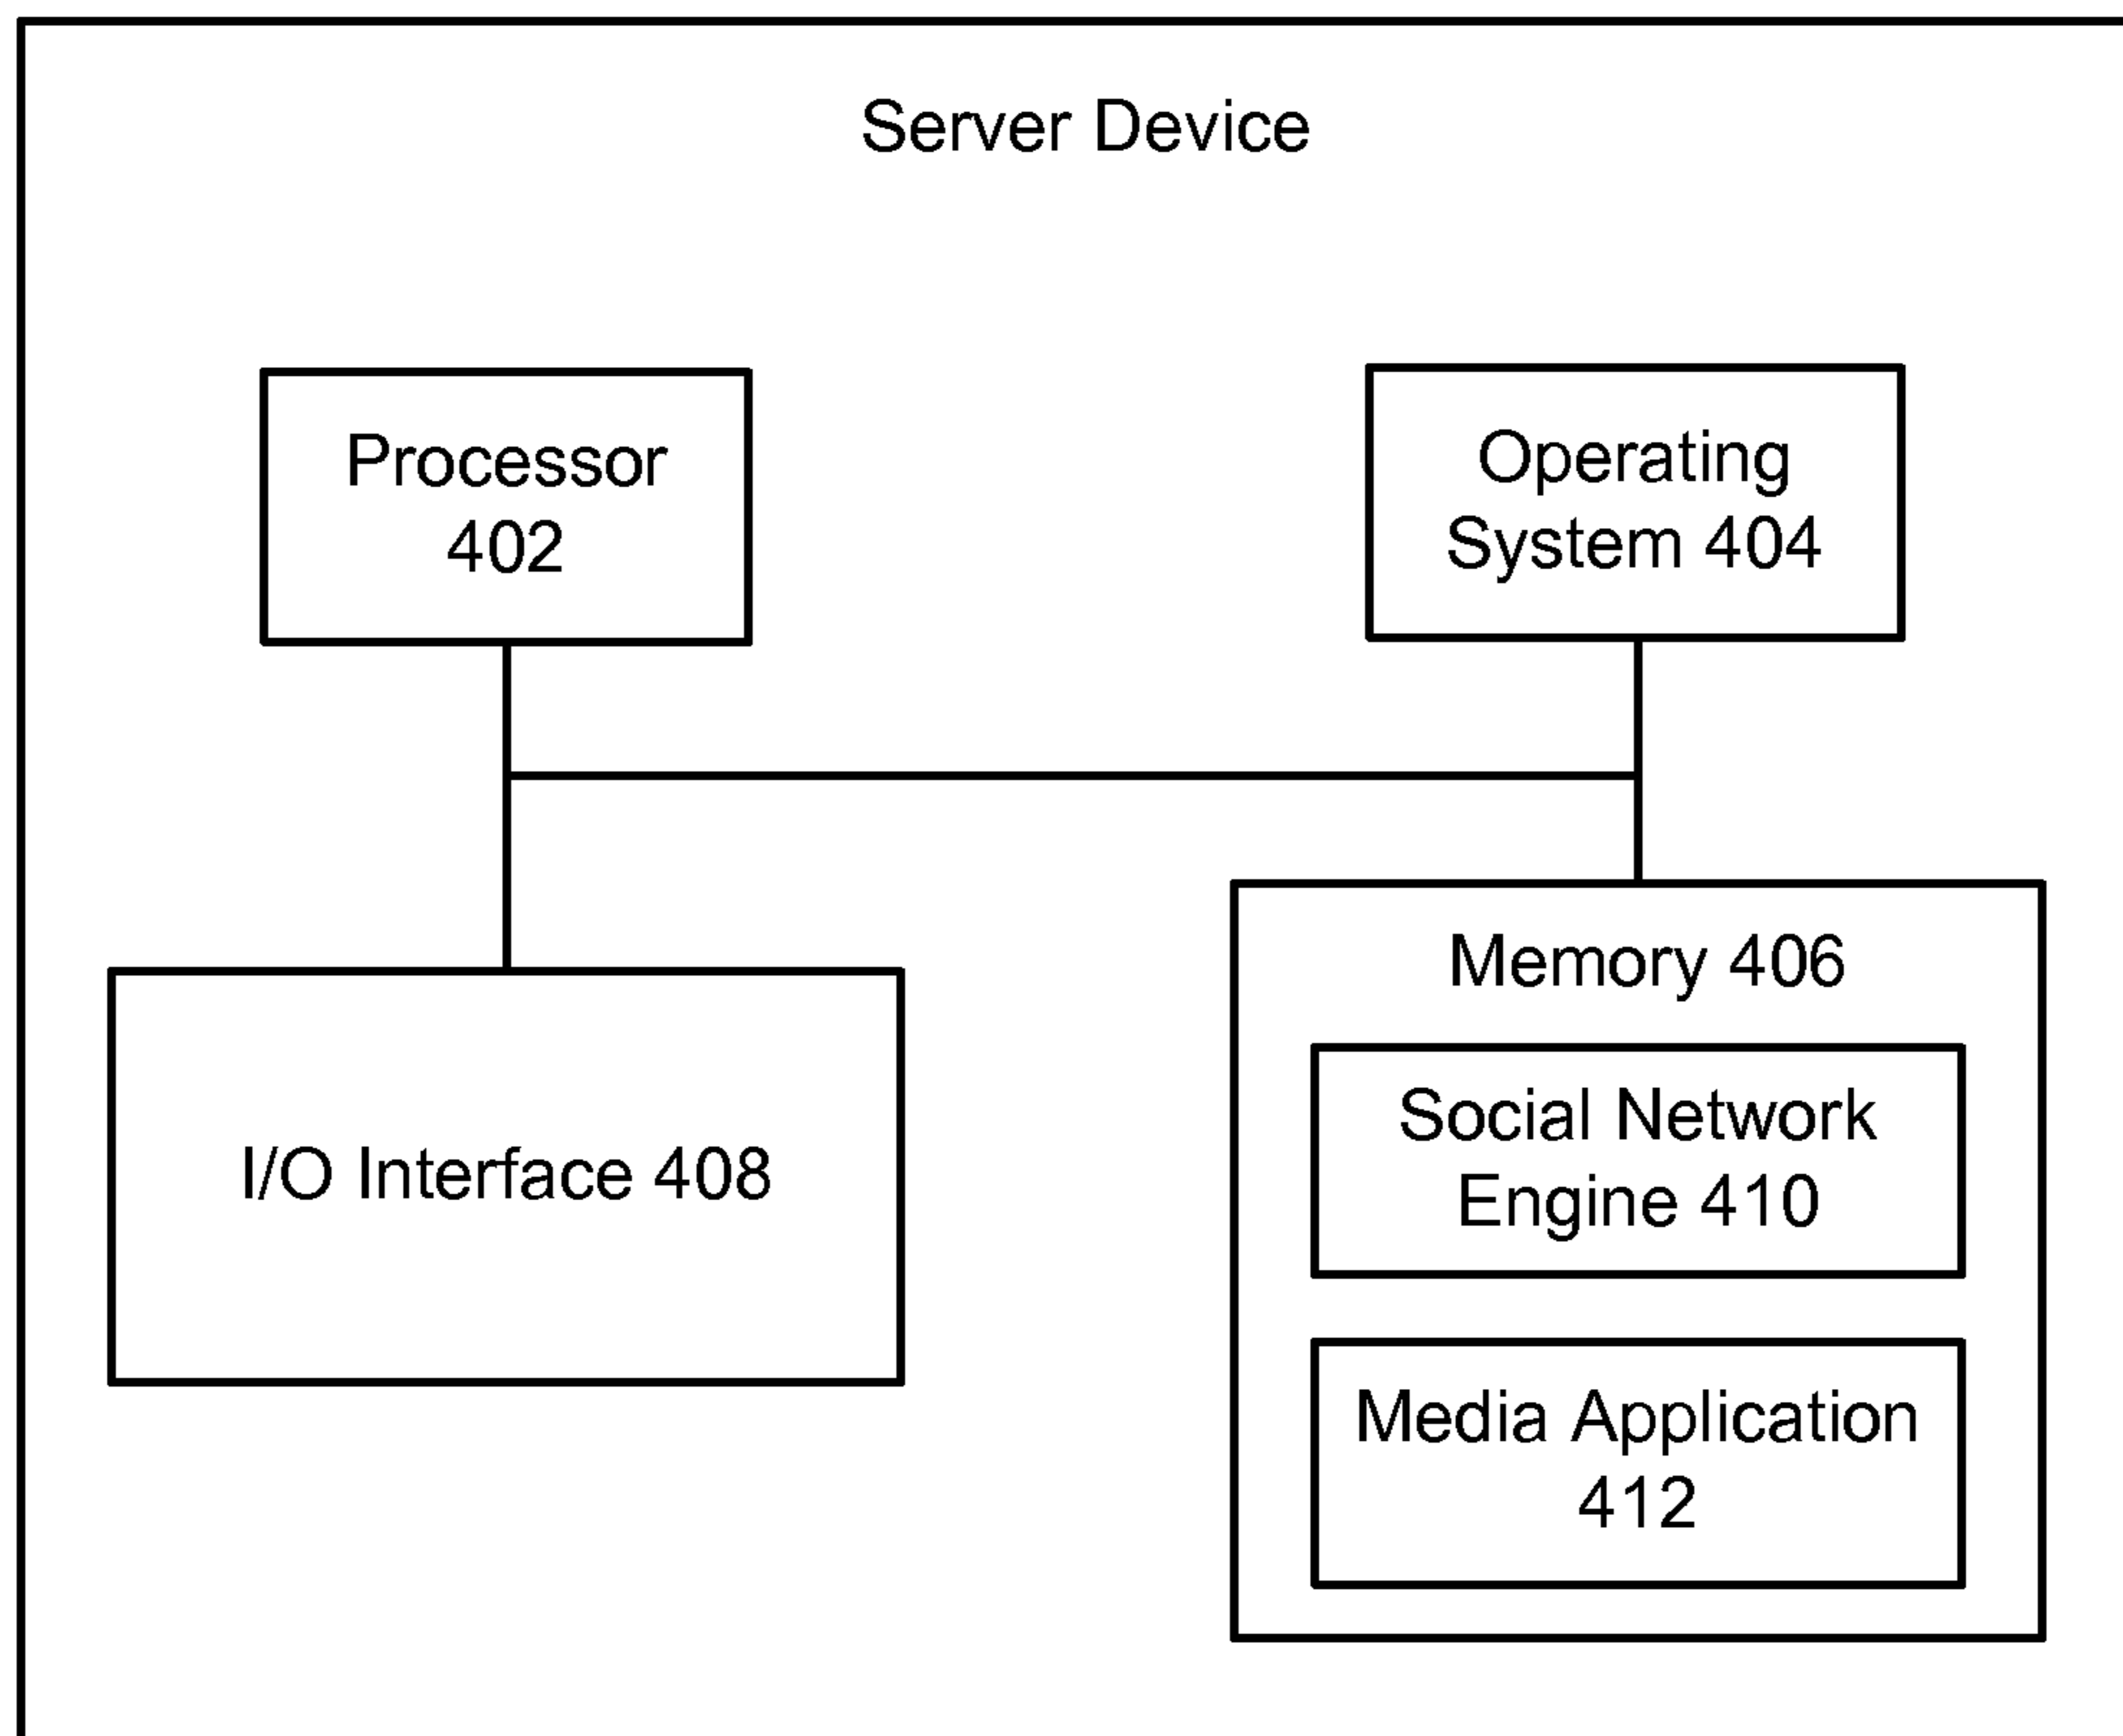 Server Device
Processor
402
Operating
System 404
I/O Interface 408
Memory 406
Social Network
Engine 410
Media Application
412